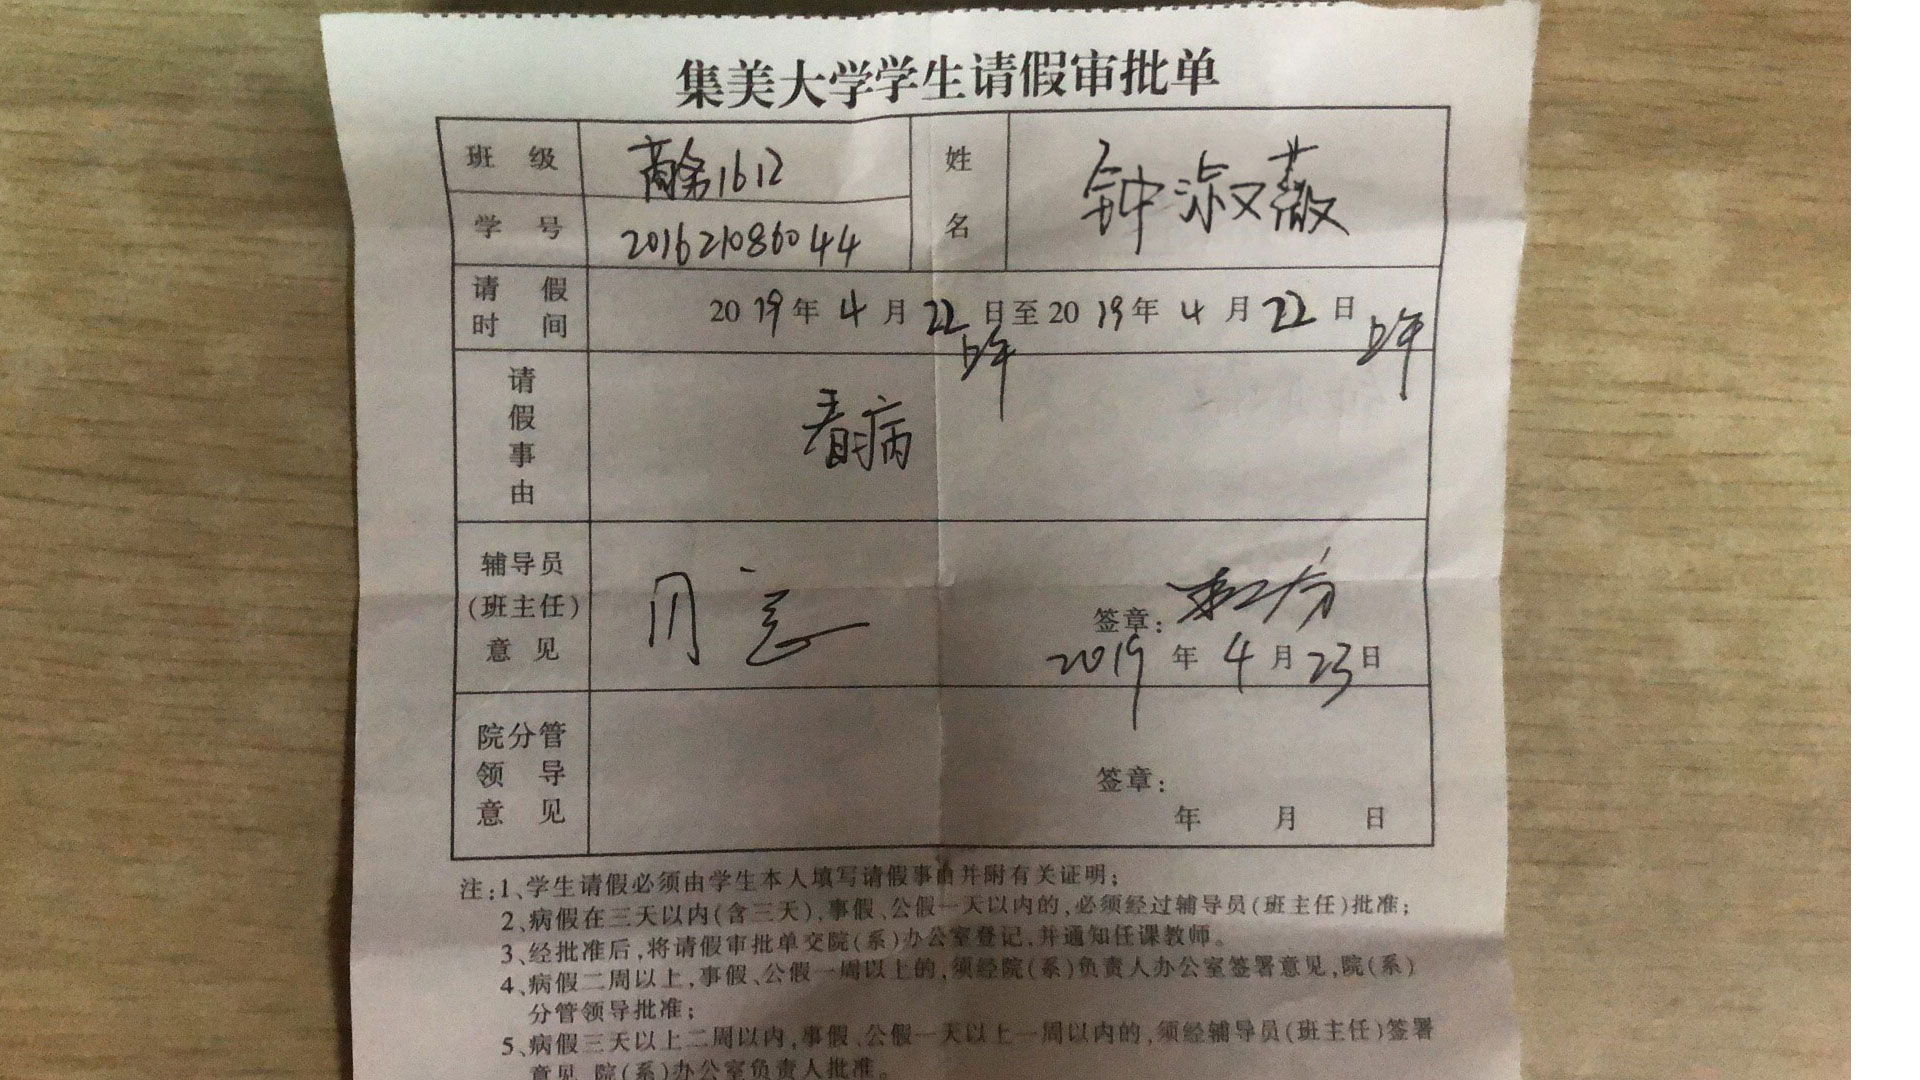 集美大学学生请假审批单
班 级 商务1612 姓名 钟淑薇
学 号 201621086044
请假时间 2019年4月22日至2019年4月22日
上午 上午
请假事由 看病
辅导员(班主任)意见 同意 签章:
2019年4月23日
院分管领导意见 签章:
年 月 日
注:1、学生请假必须由学生本人填写请假事由并附有关证明;
2、病假在三天以内(含三天),事假、公假一天以内的,必须经过辅导员(班主任)批准;
3、经批准后,将请假审批单交院(系)办公室登记,并通知任课教师。
4、病假二周以上,事假、公假一周以上的,须经院(系)负责人办公室签署意见,院(系)
分管领导批准;
5、病假三天以上二周以内,事假、公假一天以上一周以内的,须经辅导员(班主任)签署
意见,院(系)办公室负责人批准。